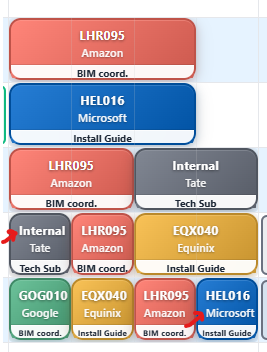 LHR095
Amazon
BIM coord.
HEL016
Microsoft
Install Guide
LHR095 Internal
Amazon Tate
BIM coord. Tech Sub
Internal LHR095 EQX040
Tate Amazon Equinix
Tech Sub BIM coord. Install Guide
GOG010 EQX040 LHR095 HEL016
Google Equinix Amazon Microsoft
BIM coord. Install Guide BIM coord. Install Guide